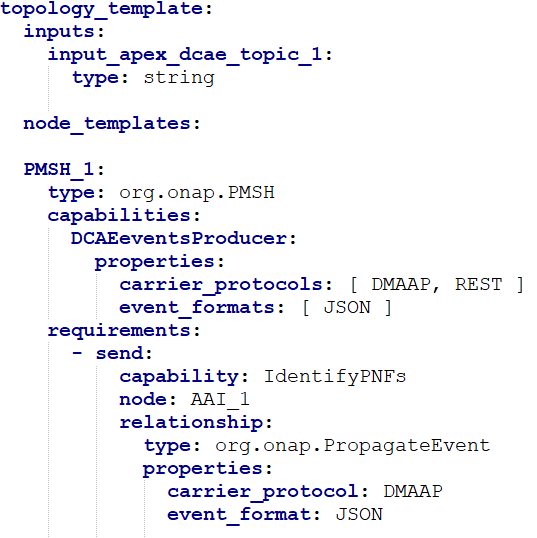 topology_template:
  inputs:
    input_apex_dcae_topic_1:
      type: string
  node_templates:
  PMSH_1:
    type: org.onap.PMSH
    capabilities:
      DCAEeventsProducer:
        properties:
          carrier_protocols: [ DMAAP, REST ]
          event_formats: [ JSON ]
    requirements:
      - send:
          capability: IdentifyPNFs
          node: AAI_1
          relationship:
            type: org.onap.PropagateEvent
            properties:
              carrier_protocol: DMAAP
              event_format: JSON